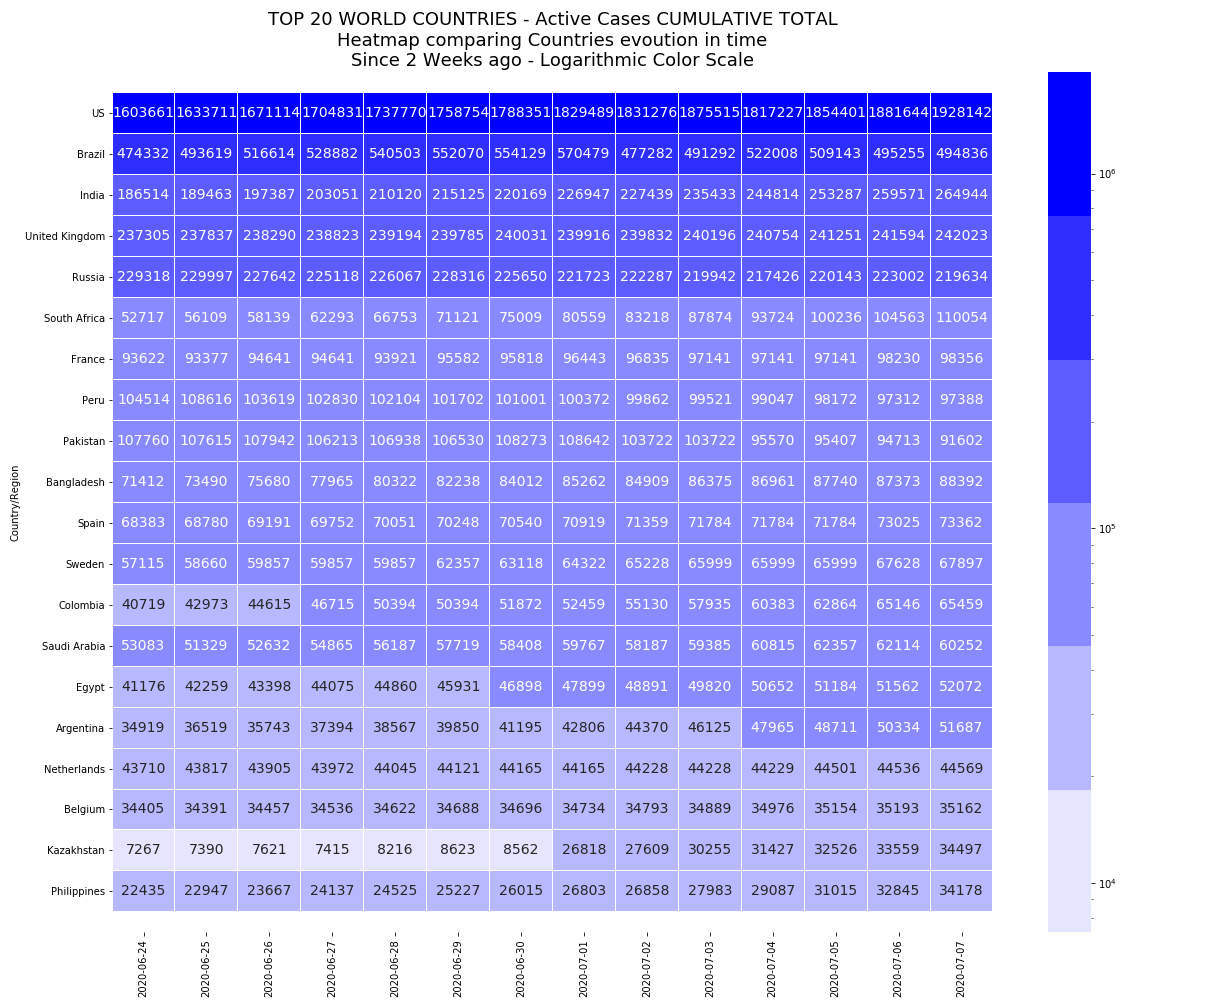 TOP 20 WORLD COUNTRIES - Active Cases CUMULATIVE TOTAL
Heatmap comparing Countries evoution in time
Since 2 Weeks ago - Logarithmic Color Scale
US 1603661 1633711 1671114 1704831 1737770 1758754 1788351 1829489 1831276 1875515 1817227 1854401 1881644 1928142
Brazil 474332 493619 516614 528882 540503 552070 554129 570479 477282 491292 522008 509143 495255 494836
India 186514 189463 197387 203051 210120 215125 220169 226947 227439 235433 244814 253287 259571 264944
United Kingdom 237305 237837 238290 238823 239194 239785 240031 239916 239832 240196 240754 241251 241594 242023
Russia 229318 229997 227642 225118 226067 228316 225650 221723 222287 219942 217426 220143 223002 219634
South Africa 52717 56109 58139 62293 66753 71121 75009 80559 83218 87874 93724 100236 104563 110054
France 93622 93377 94641 94641 93921 95582 95818 96443 96835 97141 97141 97141 98230 98356
Peru 104514 108616 103619 102830 102104 101702 101001 100372 99862 99521 99047 98172 97312 97388
Pakistan 107760 107615 107942 106213 106938 106530 108273 108642 103722 103722 95570 95407 94713 91602
Bangladesh 71412 73490 75680 77965 80322 82238 84012 85262 84909 86375 86961 87740 87373 88392
Spain 68383 68780 69191 69752 70051 70248 70540 70919 71359 71784 71784 71784 73025 73362
Sweden 57115 58660 59857 59857 59857 62357 63118 64322 65228 65999 65999 65999 67628 67897
Colombia 40719 42973 44615 46715 50394 50394 51872 52459 55130 57935 60383 62864 65146 65459
Saudi Arabia 53083 51329 52632 54865 56187 57719 58408 59767 58187 59385 60815 62357 62114 60252
Egypt 41176 42259 43398 44075 44860 45931 46898 47899 48891 49820 50652 51184 51562 52072
Argentina 34919 36519 35743 37394 38567 39850 41195 42806 44370 46125 47965 48711 50334 51687
Netherlands 43710 43817 43905 43972 44045 44121 44165 44165 44228 44228 44229 44501 44536 44569
Belgium 34405 34391 34457 34536 34622 34688 34696 34734 34793 34889 34976 35154 35193 35162
Kazakhstan 7267 7390 7621 7415 8216 8623 8562 26818 27609 30255 31427 32526 33559 34497
Philippines 22435 22947 23667 24137 24525 25227 26015 26803 26858 27983 29087 31015 32845 34178
2020-06-24 2020-06-25 2020-06-26 2020-06-27 2020-06-28 2020-06-29 2020-06-30 2020-07-01 2020-07-02 2020-07-03 2020-07-04 2020-07-05 2020-07-06 2020-07-07
Country/Region
10⁶
10⁵
10⁴